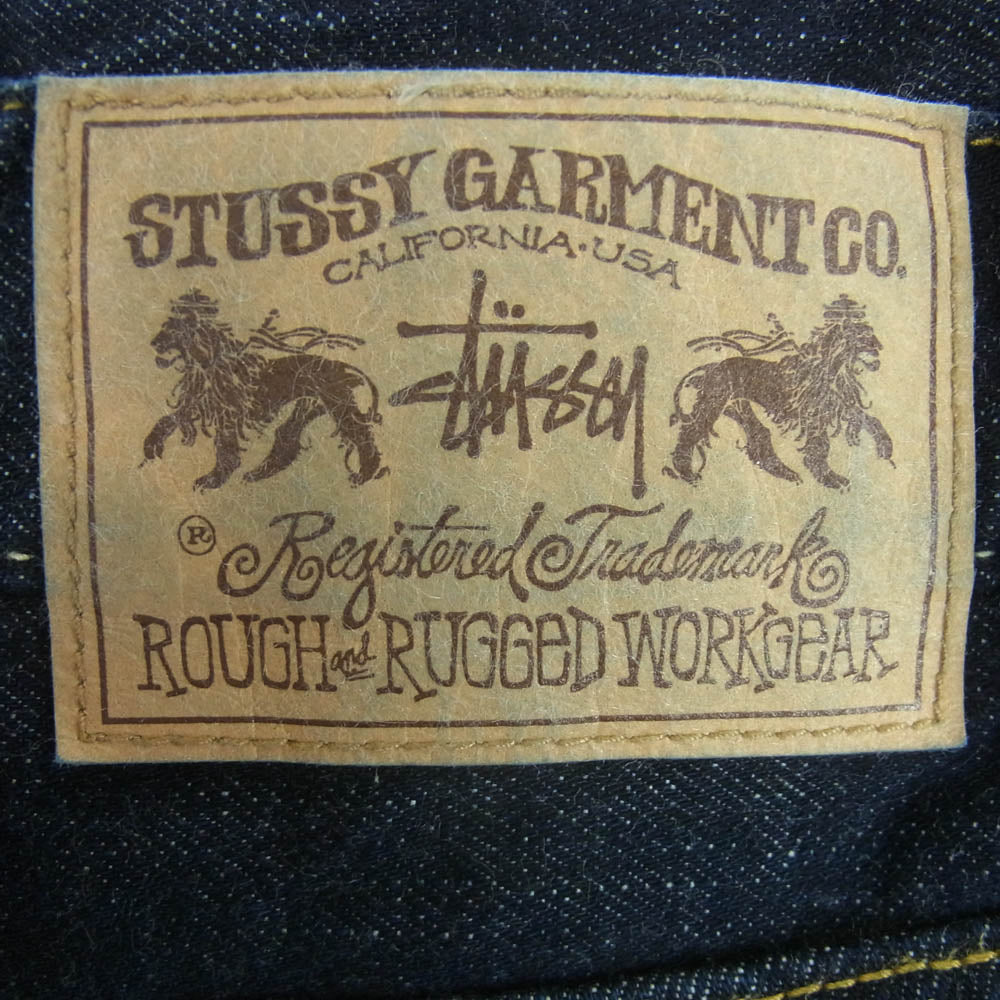 STUSSY GARMENT CO.
CALIFORNIA·USA
Stüssy
® Registered Trademark
ROUGH and RUGGED WORKGEAR